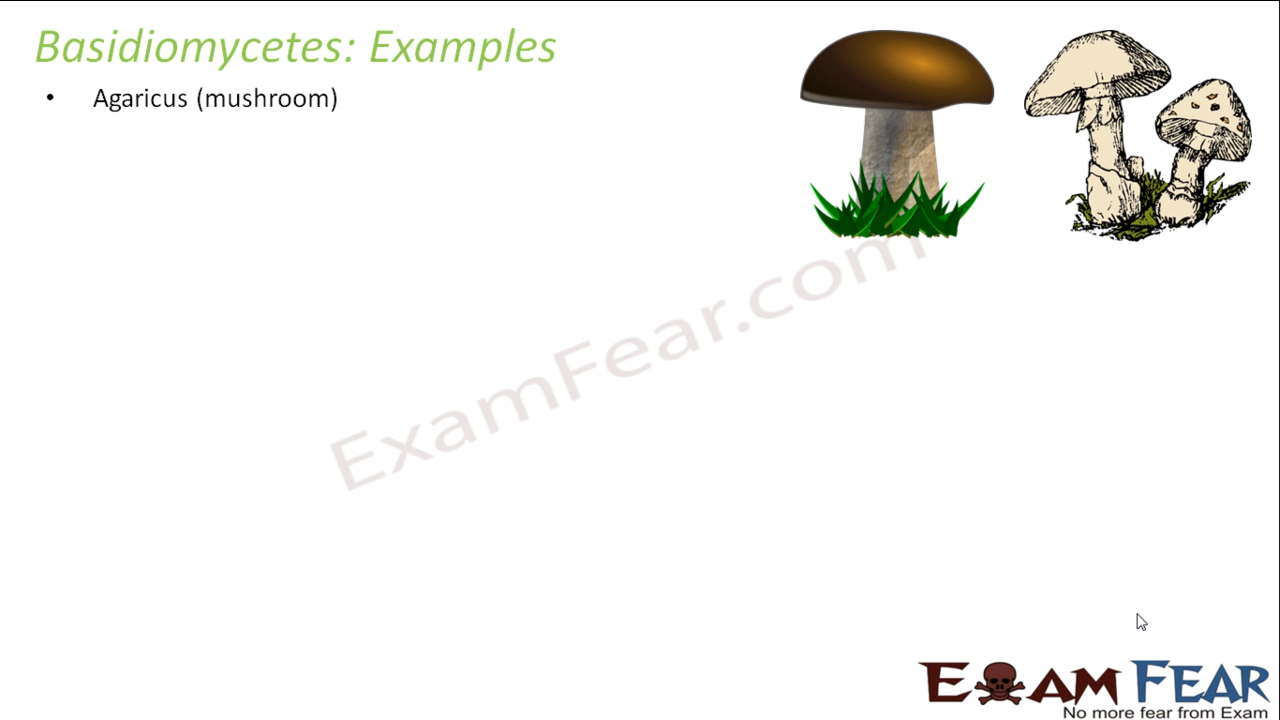 Basidiomycetes: Examples
• Agaricus (mushroom)
ExamFear.com
EXAM FEAR
No more fear from Exam